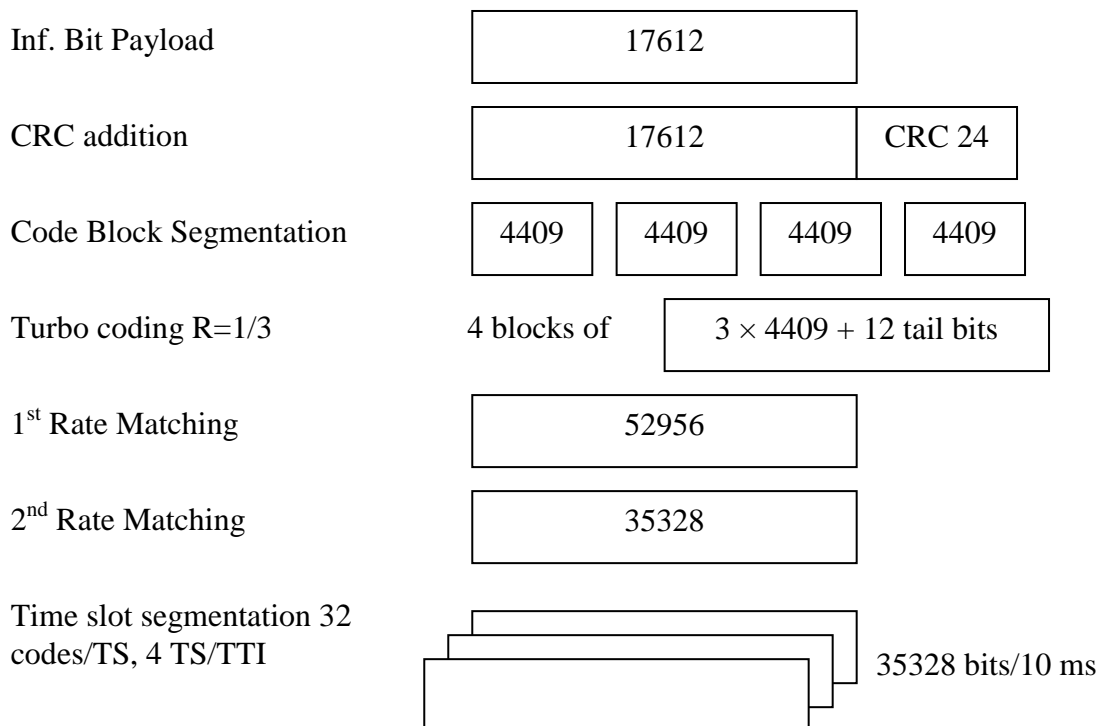 Inf. Bit Payload
17612
CRC addition
17612
CRC 24
Code Block Segmentation
4409
4409
4409
4409
Turbo coding R=1/3
4 blocks of
3 × 4409 + 12 tail bits
1st Rate Matching
52956
2nd Rate Matching
35328
Time slot segmentation 32
codes/TS, 4 TS/TTI
35328 bits/10 ms